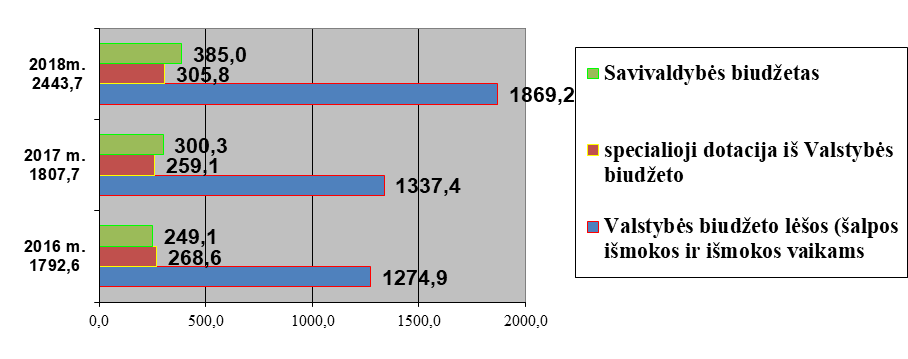 2018m.
2443,7
385,0
305,8
1869,2
2017 m.
1807,7
300,3
259,1
1337,4
2016 m.
1792,6
249,1
268,6
1274,9
0,0 500,0 1000,0 1500,0 2000,0
Savivaldybės biudžetas
specialioji dotacija iš Valstybės
biudžeto
Valstybės biudžeto lėšos (šalpos
išmokos ir išmokos vaikams